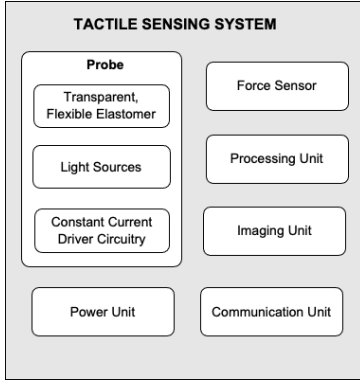 TACTILE SENSING SYSTEM
Probe
Transparent,
Flexible Elastomer
Light Sources
Constant Current
Driver Circuitry
Force Sensor
Processing Unit
Imaging Unit
Power Unit
Communication Unit